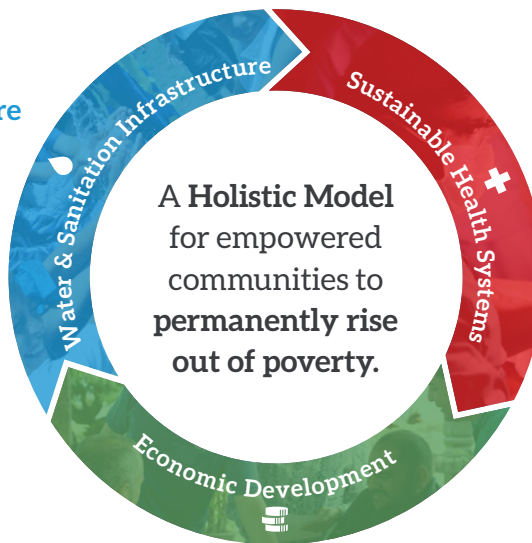 re
Water & Sanitation Infrastructure
Sustainable Health Systems
A Holistic Model
for empowered
communities to
permanently rise
out of poverty.
Economic Development